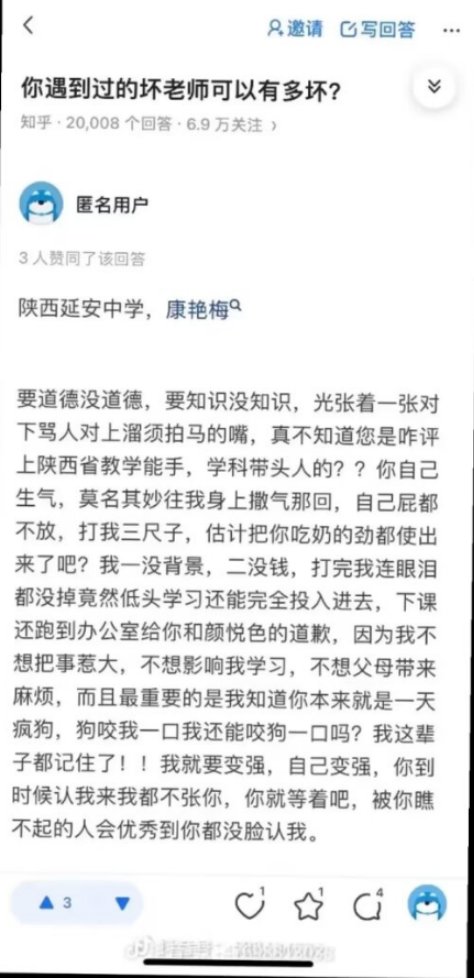 邀请 写回答
你遇到过的坏老师可以有多坏?
知乎 · 20,008 个回答 · 6.9 万关注 >
匿名用户
3 人赞同了该回答
陕西延安中学，康艳梅
要道德没道德，要知识没知识，光张着一张对
下骂人对上溜须拍马的嘴，真不知道您是咋评
上陕西省教学能手，学科带头人的？？你自己
生气，莫名其妙往我身上撒气那回，自己屁都
不放，打我三尺子，估计把你吃奶的劲都使出
来了吧？我一没背景，二没钱，打完我连眼泪
都没掉竟然低头学习还能完全投入进去，下课
还跑到办公室给你和颜悦色的道歉，因为我不
想把事惹大，不想影响我学习，不想父母带来
麻烦，而且最重要的是我知道你本来就是一天
疯狗，狗咬我一口我还能咬狗一口吗？我这辈
子都记住了！！我就要变强，自己变强，你到
时候认我来我都不张你，你就等着吧，被你瞧
不起的人会优秀到你都没脸认我。
3
1
1
4